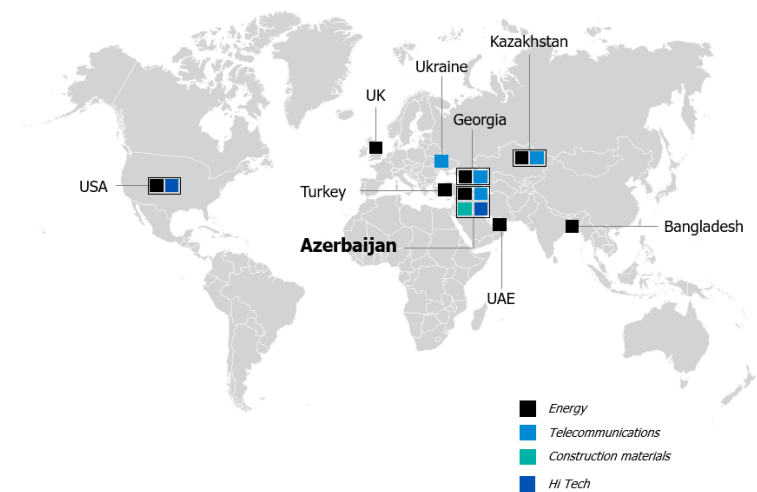 Kazakhstan
Ukraine
UK
Georgia
USA
Turkey
Bangladesh
Azerbaijan
UAE
Energy
Telecommunications
Construction materials
Hi Tech